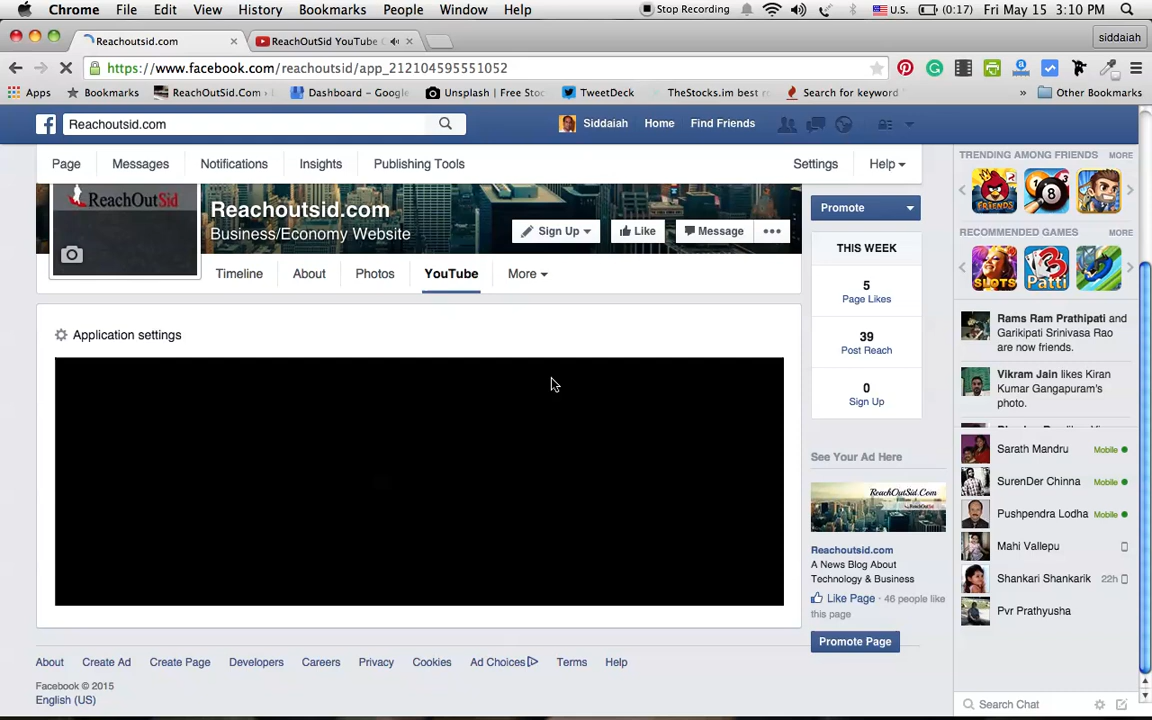 Chrome File Edit View History Bookmarks People Window Help Stop Recording U.S. (0:17) Fri May 15 3:10 PM
Reachoutsid.com ReachOutSid YouTube C siddaiah
https://www.facebook.com/reachoutsid/app_212104595551052
Apps Bookmarks ReachOutSid.Com › Dashboard – Google Unsplash | Free Stoc TweetDeck TheStocks.im best ro Search for keyword » Other Bookmarks
Reachoutsid.com Siddaiah Home Find Friends
Page Messages Notifications Insights Publishing Tools Settings Help
ReachOutSid
Reachoutsid.com
Business/Economy Website
Sign Up Like Message •••
Timeline About Photos YouTube More
Application settings
Promote
THIS WEEK
5
Page Likes
39
Post Reach
0
Sign Up
See Your Ad Here
ReachOutSid.Com
Reachoutsid.com
A News Blog About
Technology & Business
Like Page · 46 people like
this page
Promote Page
TRENDING AMONG FRIENDS MORE
RECOMMENDED GAMES MORE
SLOTS
Patti
Rams Ram Prathipati and
Garikipati Srinivasa Rao
are now friends.
Vikram Jain likes Kiran
Kumar Gangapuram's
photo.
Sarath Mandru Mobile
SurenDer Chinna Mobile
Pushpendra Lodha Mobile
Mahi Vallepu
Shankari Shankarik 22h
Pvr Prathyusha
Search Chat
About Create Ad Create Page Developers Careers Privacy Cookies Ad Choices Terms Help
Facebook © 2015
English (US)